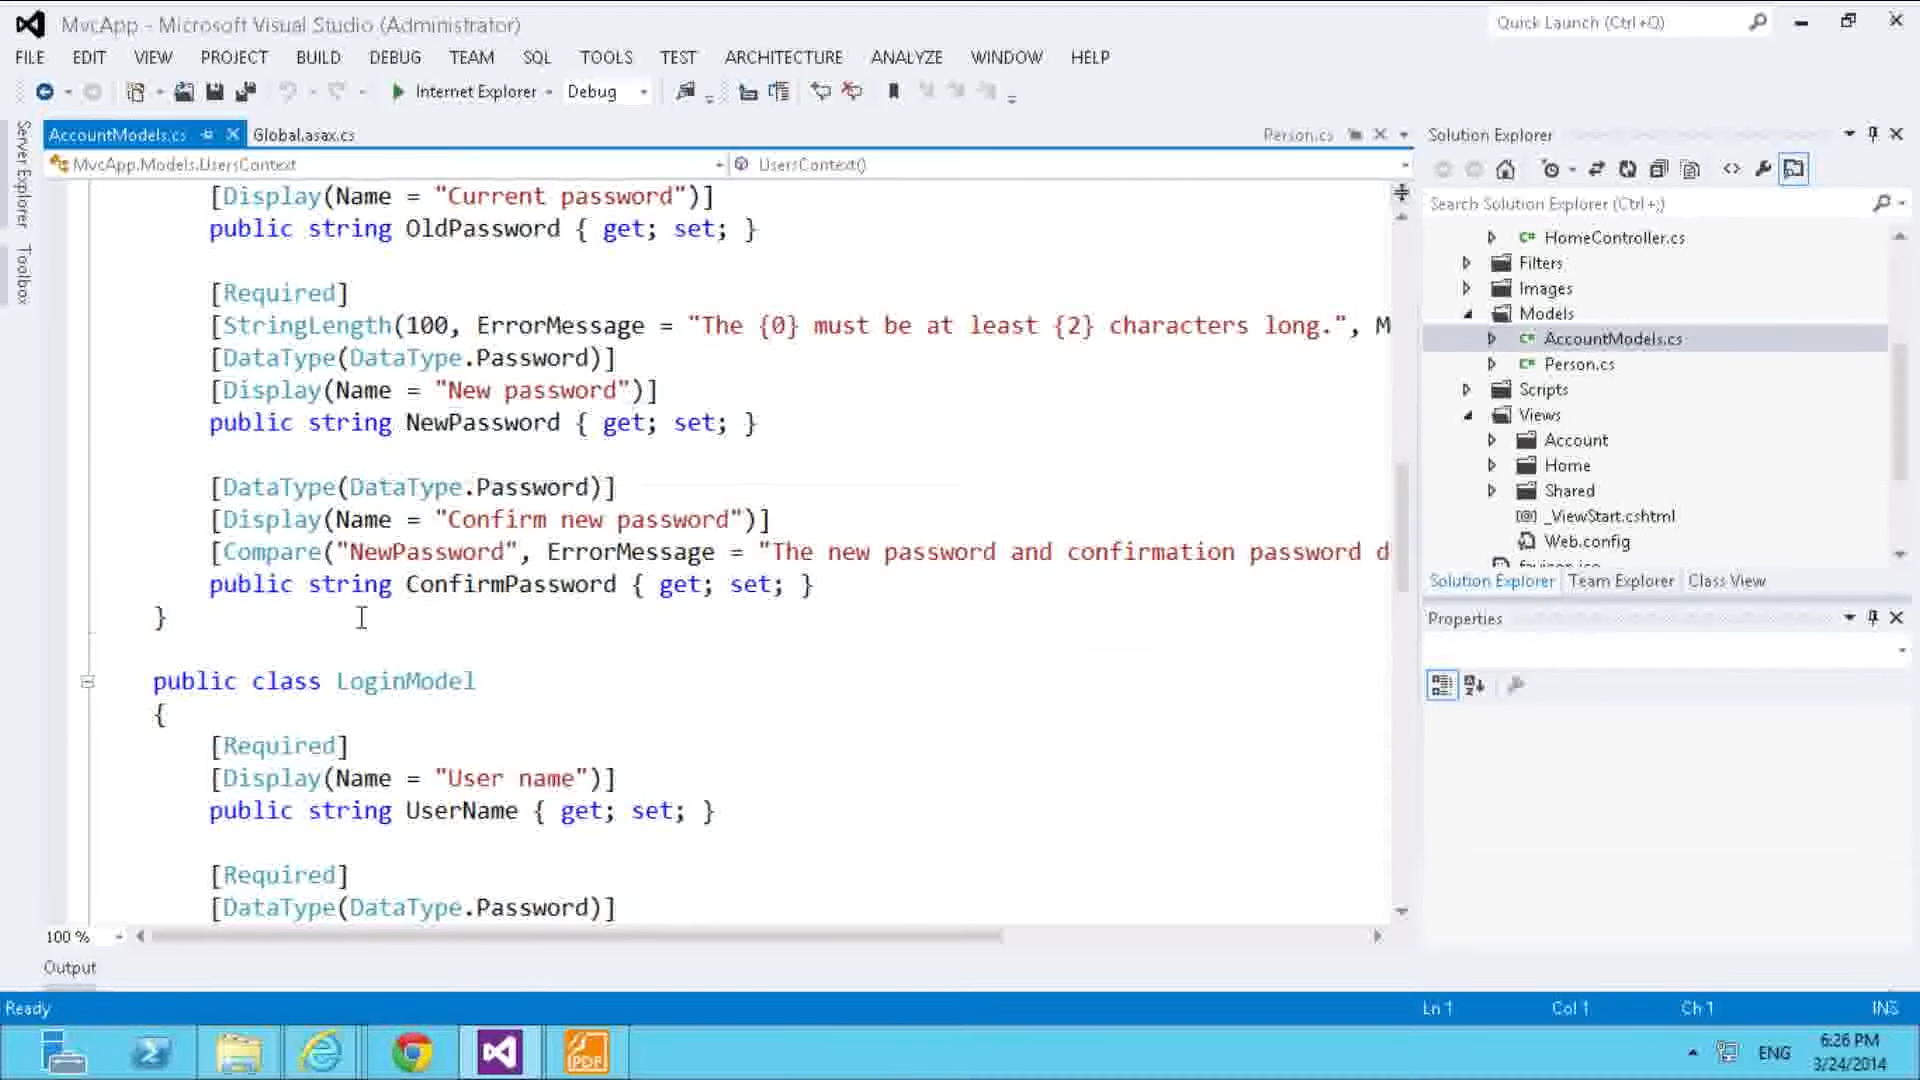 MvcApp - Microsoft Visual Studio (Administrator)
Quick Launch (Ctrl+Q)
FILE EDIT VIEW PROJECT BUILD DEBUG TEAM SQL TOOLS TEST ARCHITECTURE ANALYZE WINDOW HELP
Internet Explorer Debug
Server Explorer
Toolbox
AccountModels.cs Global.asax.cs Person.cs
MvcApp.Models.UsersContext UsersContext()
[Display(Name = "Current password")]
public string OldPassword { get; set; }
[Required]
[StringLength(100, ErrorMessage = "The {0} must be at least {2} characters long.", M
[DataType(DataType.Password)]
[Display(Name = "New password")]
public string NewPassword { get; set; }
[DataType(DataType.Password)]
[Display(Name = "Confirm new password")]
[Compare("NewPassword", ErrorMessage = "The new password and confirmation password d
public string ConfirmPassword { get; set; }
}
public class LoginModel
{
[Required]
[Display(Name = "User name")]
public string UserName { get; set; }
[Required]
[DataType(DataType.Password)]
100 %
Output
Solution Explorer
Search Solution Explorer (Ctrl+;)
HomeController.cs
Filters
Images
Models
AccountModels.cs
Person.cs
Scripts
Views
Account
Home
Shared
_ViewStart.cshtml
Web.config
Solution Explorer Team Explorer Class View
Properties
Ready Ln 1 Col 1 Ch 1 INS
PDF
ENG
6:26 PM
3/24/2014